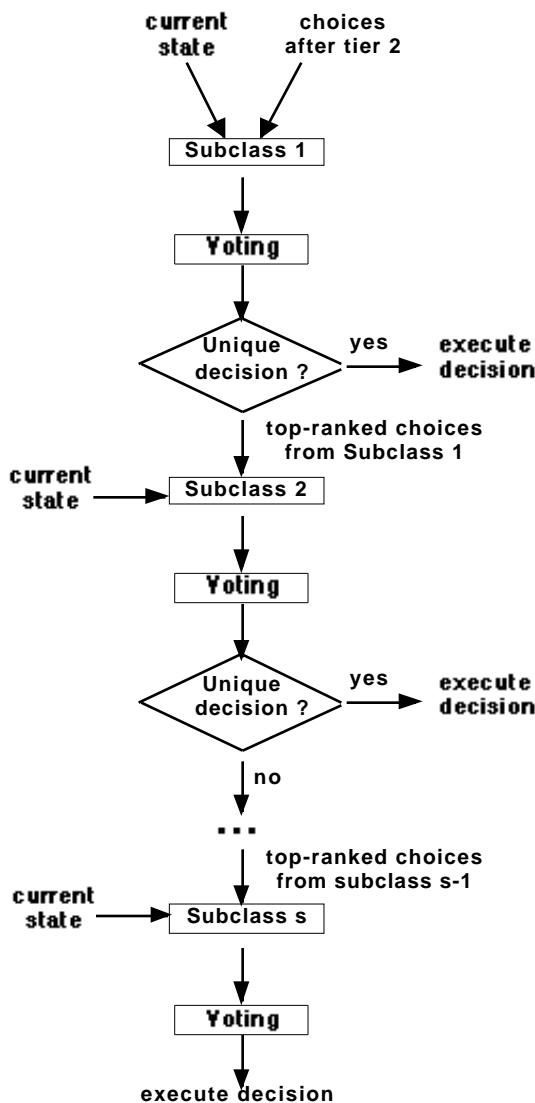 current
state
choices
after tier 2
Subclass 1
Voting
Unique
decision ?
yes
execute
decision
top-ranked choices
from Subclass 1
current
state
Subclass 2
Voting
Unique
decision ?
yes
execute
decision
no
...
top-ranked choices
from subclass s-1
current
state
Subclass s
Voting
execute decision